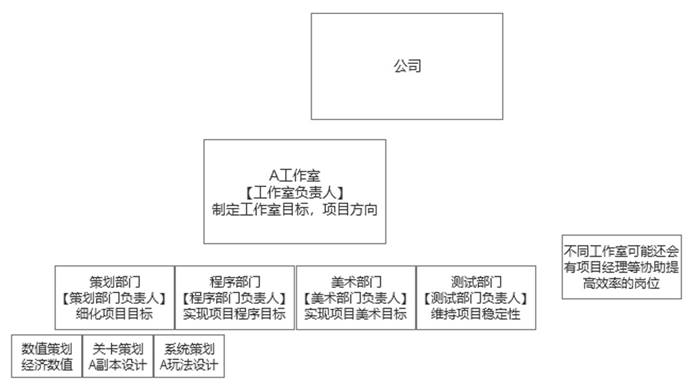 公司
A工作室
【工作室负责人】
制定工作室目标，项目方向
不同工作室可能还会
有项目经理等协助提
高效率的岗位
策划部门
【策划部门负责人】
细化项目目标
程序部门
【程序部门负责人】
实现项目程序目标
美术部门
【美术部门负责人】
实现项目美术目标
测试部门
【测试部门负责人】
维持项目稳定性
数值策划
经济数值
关卡策划
A副本设计
系统策划
A玩法设计